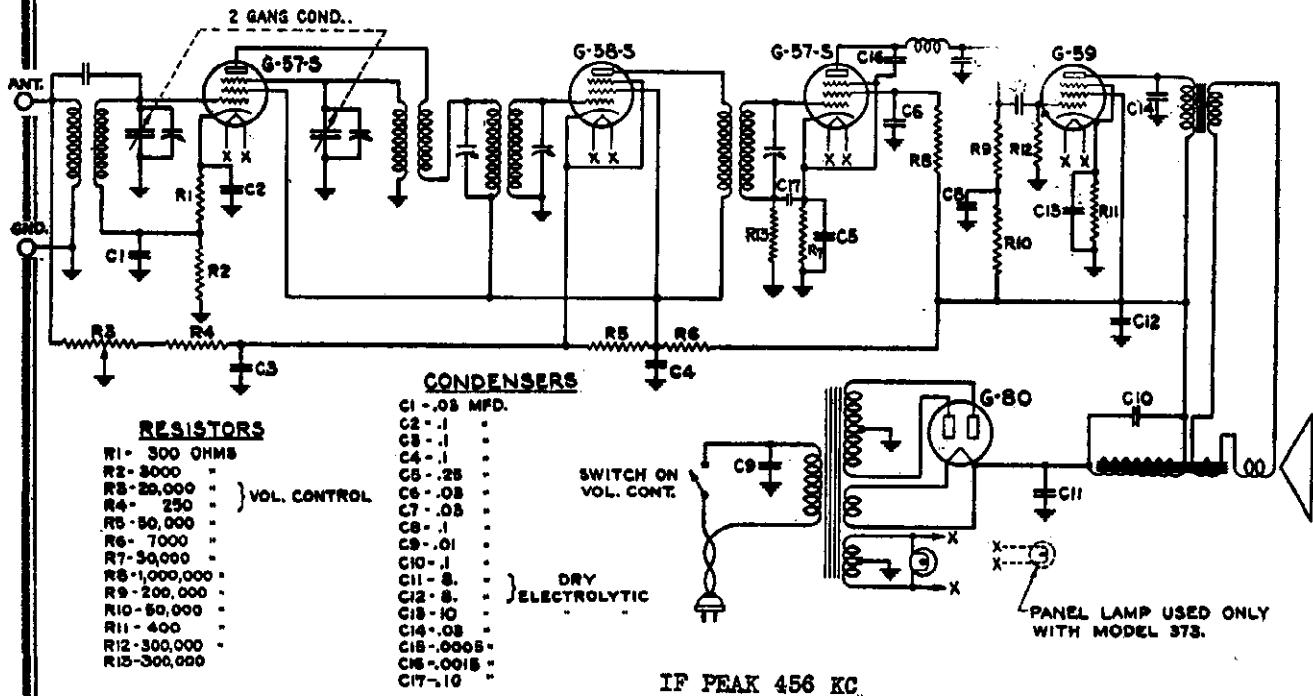 2 GANG COND..
ANT.
G-57-S
G-58-S
G-57-S
G-59
C16
C14
C6
X X
X X
X X
X X
R1
C2
R8
R9
R12
C8
C13
R11
GND.
C1
R2
C17
R13
R7
C5
R10
R3
R4
R5
R6
C12
C3
C4
RESISTORS
R1- 300 OHMS
R2-8000 "
R3-20,000 "
R4- 250 "
} VOL. CONTROL
R5-50,000 "
R6- 7000 "
R7-30,000 "
R8-1,000,000 "
R9-200,000 "
R10-50,000 "
R11-400 "
R12-300,000 "
R13-300,000
CONDENSERS
C1-.03 MFD.
C2-.1 "
C3-.1 "
C4-.1 "
C5-.25 "
C6-.03 "
C7-.03 "
C8-.1 "
C9-.01 "
C10-.1 "
C11-8. "
C12-8. "
} DRY ELECTROLYTIC
C13-10 " " "
C14-.03 "
C15-.0005 "
C16-.0015 "
C17-.10 "
SWITCH ON
VOL. CONT.
C9
G-80
C10
C11
X
X
X
X
PANEL LAMP USED ONLY
WITH MODEL 373.
IF PEAK 456 KC